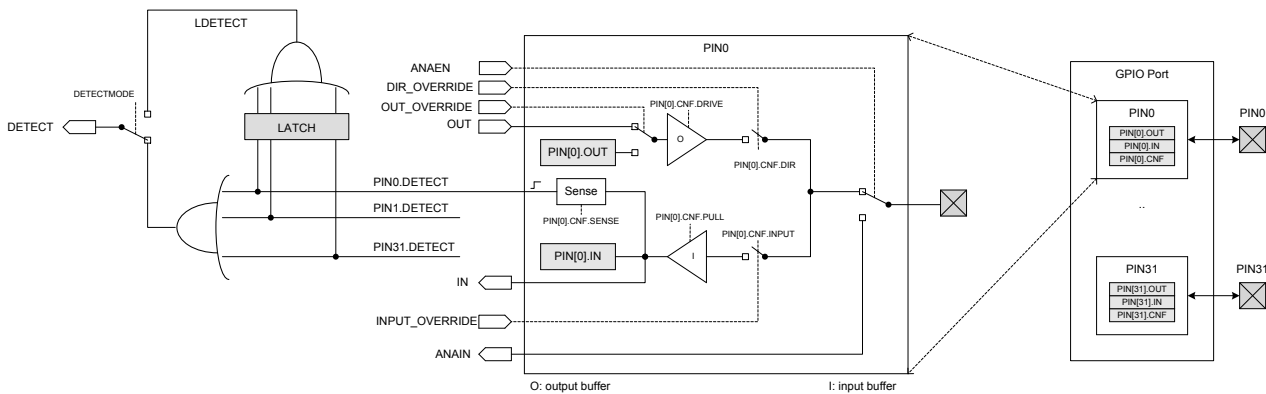 LDETECT
DETECTMODE
DETECT
LATCH
PIN0.DETECT
PIN1.DETECT
PIN31.DETECT
PIN0
ANAEN
DIR_OVERRIDE
OUT_OVERRIDE
OUT
PIN[0].CNF.DRIVE
O
PIN[0].OUT
PIN[0].CNF.DIR
Sense
PIN[0].CNF.SENSE
PIN[0].CNF.PULL
PIN[0].CNF.INPUT
PIN[0].IN
I
IN
INPUT_OVERRIDE
ANAIN
O: output buffer
I: input buffer
GPIO Port
PIN0
PIN[0].OUT
PIN[0].IN
PIN[0].CNF
PIN0
..
PIN31
PIN[31].OUT
PIN[31].IN
PIN[31].CNF
PIN31